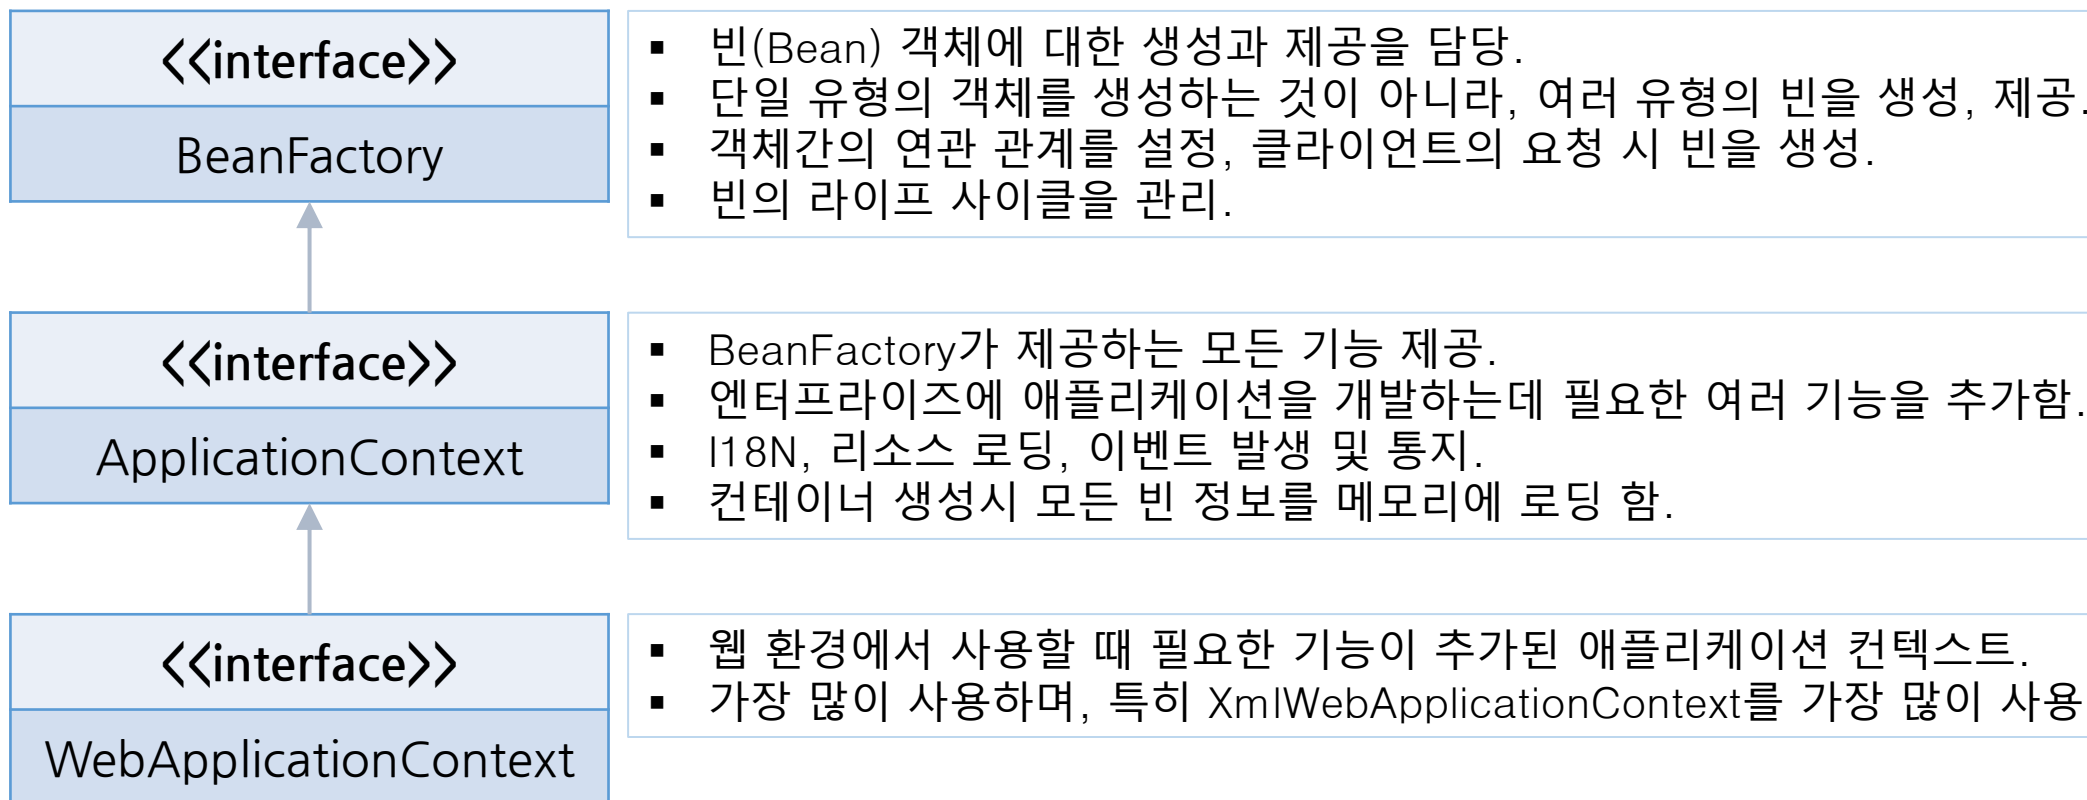 <<interface>>
BeanFactory
▪ 빈(Bean) 객체에 대한 생성과 제공을 담당.
▪ 단일 유형의 객체를 생성하는 것이 아니라, 여러 유형의 빈을 생성, 제공.
▪ 객체간의 연관 관계를 설정, 클라이언트의 요청 시 빈을 생성.
▪ 빈의 라이프 사이클을 관리.
<<interface>>
ApplicationContext
▪ BeanFactory가 제공하는 모든 기능 제공.
▪ 엔터프라이즈에 애플리케이션을 개발하는데 필요한 여러 기능을 추가함.
▪ I18N, 리소스 로딩, 이벤트 발생 및 통지.
▪ 컨테이너 생성시 모든 빈 정보를 메모리에 로딩 함.
<<interface>>
WebApplicationContext
▪ 웹 환경에서 사용할 때 필요한 기능이 추가된 애플리케이션 컨텍스트.
▪ 가장 많이 사용하며, 특히 XmlWebApplicationContext를 가장 많이 사용